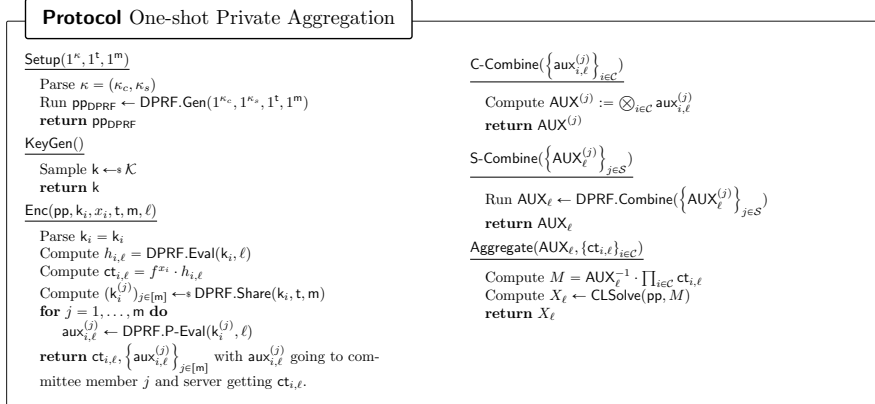 Protocol One-shot Private Aggregation
Setup(1^κ, 1^t, 1^m)
Parse κ = (κ_c, κ_s)
Run pp_DPRF ← DPRF.Gen(1^{κ_c}, 1^{κ_s}, 1^t, 1^m)
return pp_DPRF
KeyGen()
Sample k ←$ 𝒦
return k
Enc(pp, k_i, x_i, t, m, ℓ)
Parse k_i = k_i
Compute h_{i,ℓ} = DPRF.Eval(k_i, ℓ)
Compute ct_{i,ℓ} = f^{x_i} · h_{i,ℓ}
Compute (k_i^{(j)})_{j∈[m]} ←$ DPRF.Share(k_i, t, m)
for j = 1, . . . , m do
aux_{i,ℓ}^{(j)} ← DPRF.P-Eval(k_i^{(j)}, ℓ)
return ct_{i,ℓ}, {aux_{i,ℓ}^{(j)}}_{j∈[m]} with aux_{i,ℓ}^{(j)} going to com-
mittee member j and server getting ct_{i,ℓ}.
C-Combine({aux_{i,ℓ}^{(j)}}_{i∈𝒞})
Compute AUX^{(j)} := ⨂_{i∈𝒞} aux_{i,ℓ}^{(j)}
return AUX^{(j)}
S-Combine({AUX_ℓ^{(j)}}_{j∈𝒮})
Run AUX_ℓ ← DPRF.Combine({AUX_ℓ^{(j)}}_{j∈𝒮})
return AUX_ℓ
Aggregate(AUX_ℓ, {ct_{i,ℓ}}_{i∈𝒞})
Compute M = AUX_ℓ^{-1} · ∏_{i∈𝒞} ct_{i,ℓ}
Compute X_ℓ ← CLSolve(pp, M)
return X_ℓ